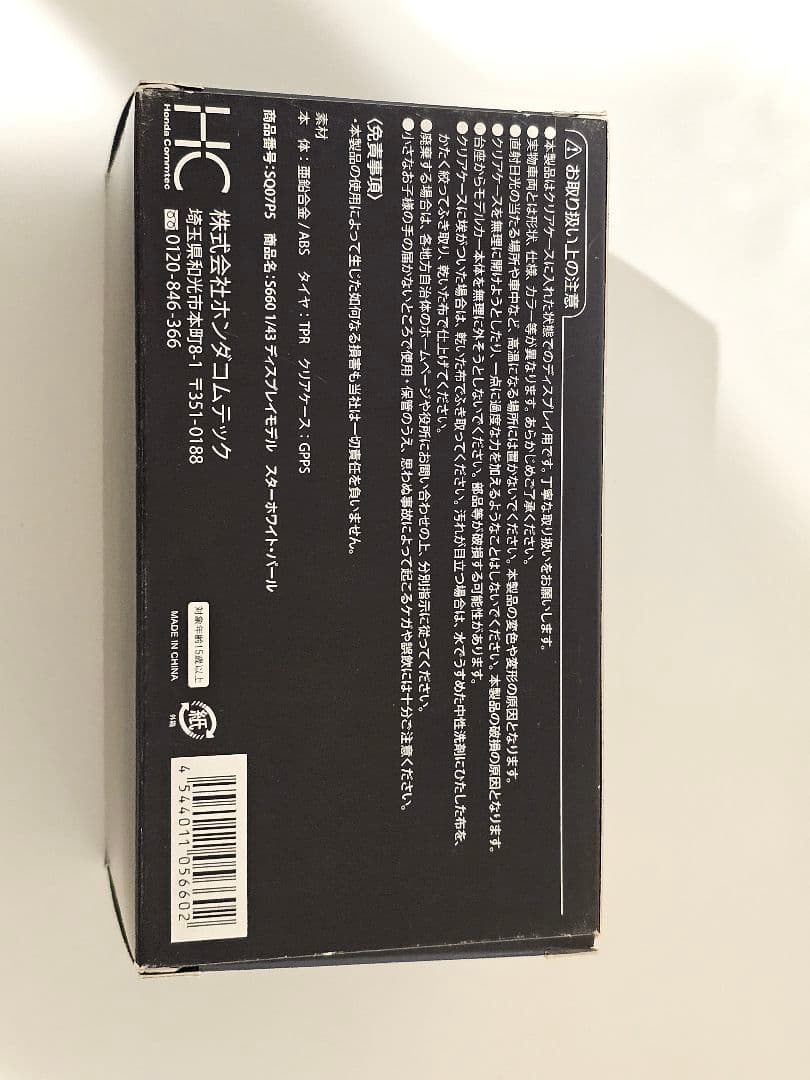 ⚠お取り扱い上の注意
●本製品はクリアケースに入れた状態でのディスプレイ用です。丁寧な取り扱いをお願いします。
●実物車両とは形状、仕様、カラー等が異なります。あらかじめご了承ください。
●直射日光の当たる場所や車中など、高温になる場所には置かないでください。本製品の変色や変形の原因となります。
●クリアケースを無理に開けようとしたり、一点に過度な力を加えるようなことはしないでください。本製品の破損の原因となります。
●台座からモデルカー本体を無理に外そうとしないでください。部品等が破損する可能性があります。
●クリアケースに埃がついた場合は、乾いた布でふき取ってください。汚れが目立つ場合は、水でうすめた中性洗剤にひたした布を、
かたく絞ってふき取り、乾いた布で仕上げてください。
●廃棄する場合は、各地方自治体のホームページや役所にお問い合わせの上、分別指示に従ってください。
●小さなお子様の手の届かないところで使用・保管のうえ、思わぬ事故によって起こるケガや誤飲には十分ご注意ください。
〈免責事項〉
・本製品の使用によって生じた如何なる損害も当社は一切責任を負いません。
素材
本 体：亜鉛合金/ABS タイヤ：TPR クリアケース：GPPS
商品番号：SQ07P5 商品名：S660 1/43 ディスプレイモデル スターホワイト・パール
HC
Honda Commtec
株式会社ホンダコムテック
埼玉県和光市本町8-1 〒351-0188
0120-846-366
対象年齢15歳以上
MADE IN CHINA
紙
外箱
4 544011 056602